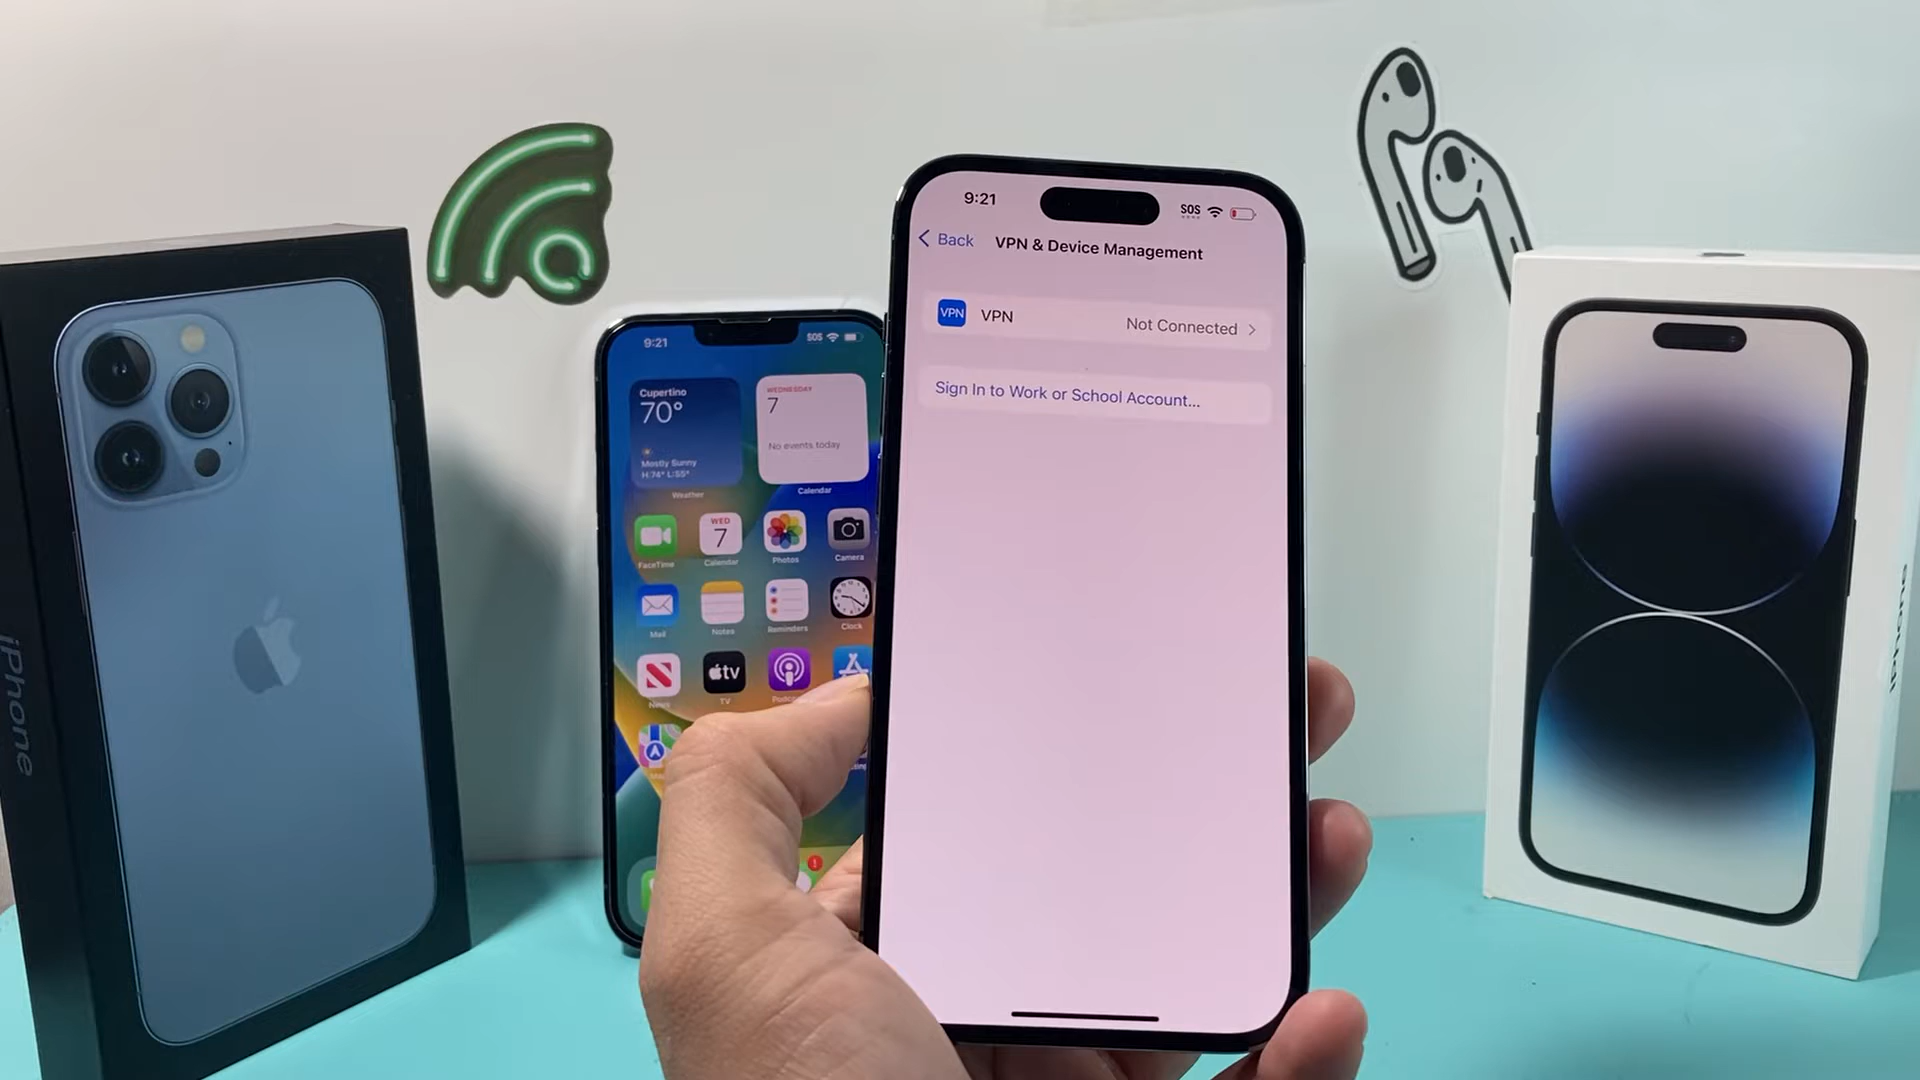 9:21
SOS
Back
VPN & Device Management
VPN VPN
Not Connected
Sign In to Work or School Account...
9:21
SOS
Cupertino
70°
Mostly Sunny
H:74° L:55°
Weather
WEDNESDAY
7
No events today
Calendar
FaceTime
WED
7
Calendar
Photos
Camera
Mail
Notes
Reminders
Clock
News
tv
TV
iPhone
iPhone